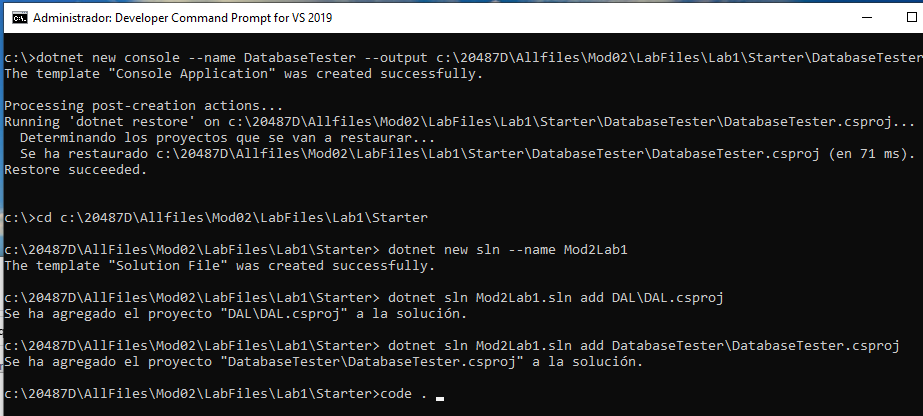 Administrador: Developer Command Prompt for VS 2019
c:\>dotnet new console --name DatabaseTester --output c:\20487D\Allfiles\Mod02\LabFiles\Lab1\Starter\DatabaseTester
The template "Console Application" was created successfully.
Processing post-creation actions...
Running 'dotnet restore' on c:\20487D\Allfiles\Mod02\LabFiles\Lab1\Starter\DatabaseTester\DatabaseTester.csproj...
  Determinando los proyectos que se van a restaurar...
  Se ha restaurado c:\20487D\Allfiles\Mod02\LabFiles\Lab1\Starter\DatabaseTester\DatabaseTester.csproj (en 71 ms).
Restore succeeded.
c:\>cd c:\20487D\Allfiles\Mod02\LabFiles\Lab1\Starter
c:\20487D\AllFiles\Mod02\LabFiles\Lab1\Starter> dotnet new sln --name Mod2Lab1
The template "Solution File" was created successfully.
c:\20487D\AllFiles\Mod02\LabFiles\Lab1\Starter> dotnet sln Mod2Lab1.sln add DAL\DAL.csproj
Se ha agregado el proyecto "DAL\DAL.csproj" a la solución.
c:\20487D\AllFiles\Mod02\LabFiles\Lab1\Starter> dotnet sln Mod2Lab1.sln add DatabaseTester\DatabaseTester.csproj
Se ha agregado el proyecto "DatabaseTester\DatabaseTester.csproj" a la solución.
c:\20487D\AllFiles\Mod02\LabFiles\Lab1\Starter>code .